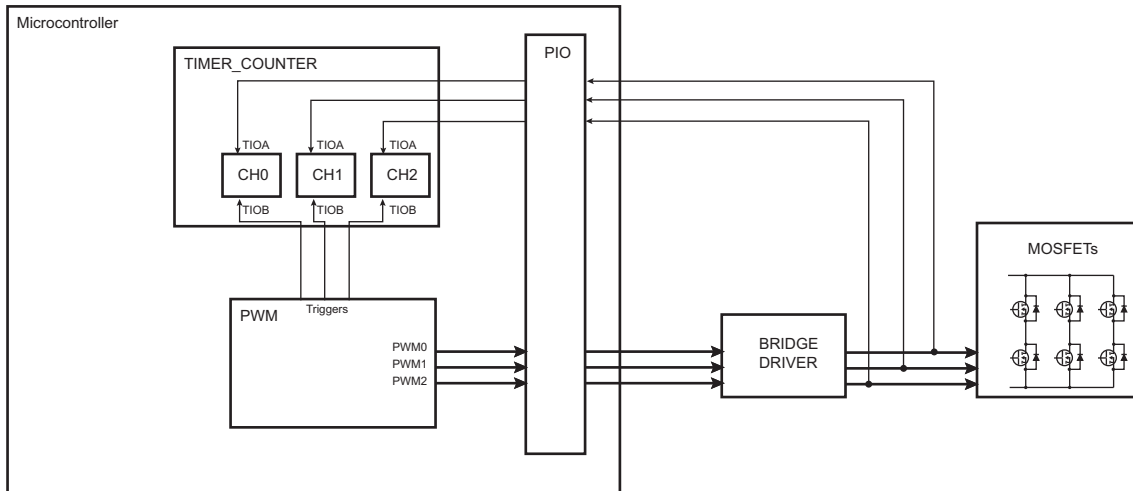 Microcontroller
PIO
TIMER_COUNTER
TIOA
TIOA
TIOA
CH0
CH1
CH2
TIOB
TIOB
TIOB
MOSFETs
Triggers
PWM
PWM0
PWM1
PWM2
BRIDGE
DRIVER